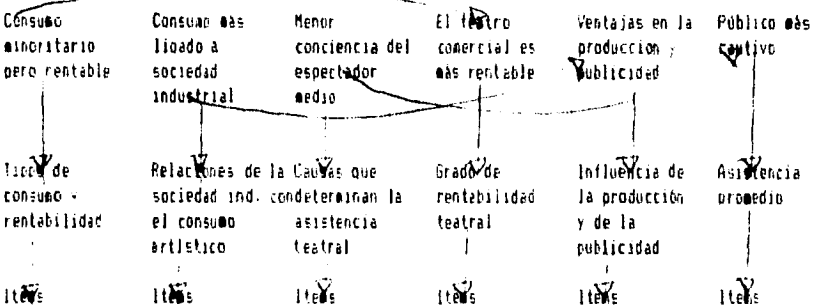 Consumo minoritario pero rentable
Consumo más ligado a sociedad industrial
Menor conciencia del espectador medio
El teatro comercial es más rentable
Ventajas en la producción y publicidad
Público más cautivo
Tipos de consumo y rentabilidad
Relaciones de la sociedad ind. con el consumo artístico
Causas que determinan la asistencia teatral
Grado de rentabilidad teatral
Influencia de la producción y de la publicidad
Asistencia promedio
Items Items Items Items Items Items